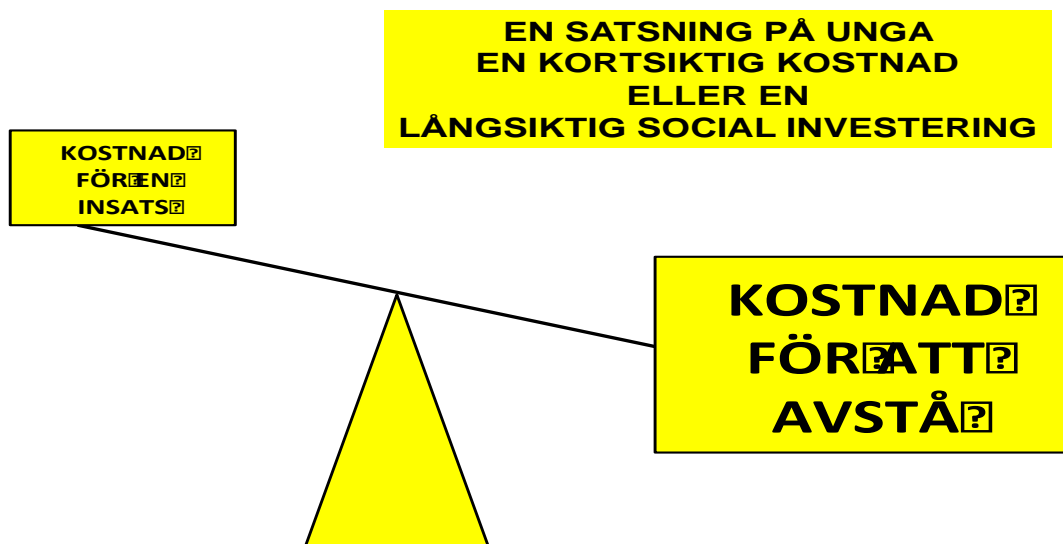 EN SATSNING PÅ UNGA
EN KORTSIKTIG KOSTNAD
ELLER EN
LÅNGSIKTIG SOCIAL INVESTERING
KOSTNAD⍰
FÖR⍰EN⍰
INSATS⍰
KOSTNAD⍰
FÖR⍰ATT⍰
AVSTÅ⍰